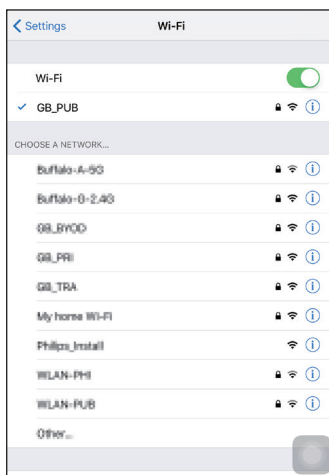 Settings
Wi-Fi
Wi-Fi
GB_PUB
CHOOSE A NETWORK...
Buffalo-A-5G
Buffalo-G-2.4G
GB_BYOD
GB_PRI
GB_TRA
My home Wi-Fi
Philips_Install
WLAN-PHI
WLAN-PUB
Other...